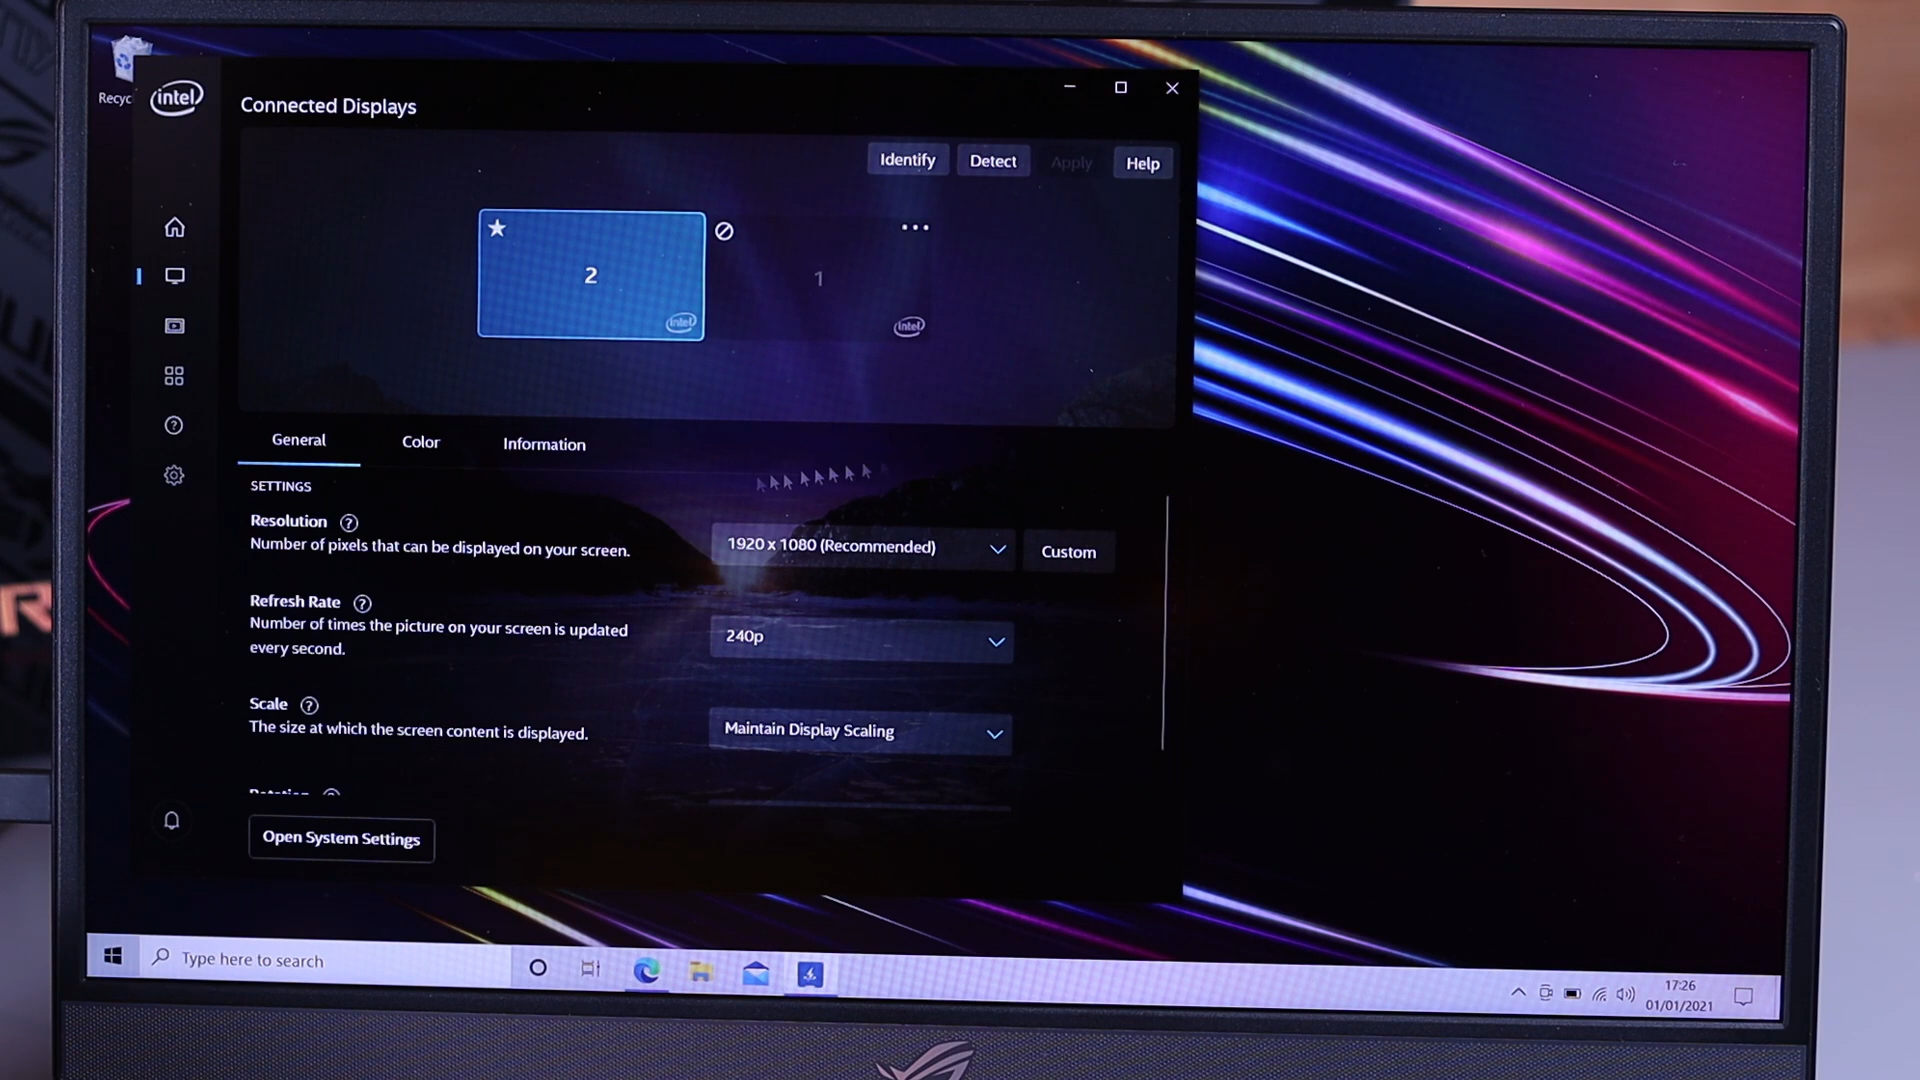 Recyc
intel
Connected Displays
Identify
Detect
Apply
Help
2
intel
1
intel
General
Color
Information
SETTINGS
Resolution ?
Number of pixels that can be displayed on your screen.
1920 x 1080 (Recommended)
Custom
Refresh Rate ?
Number of times the picture on your screen is updated
every second.
240p
Scale ?
The size at which the screen content is displayed.
Maintain Display Scaling
Open System Settings
Type here to search
17:26
01/01/2021